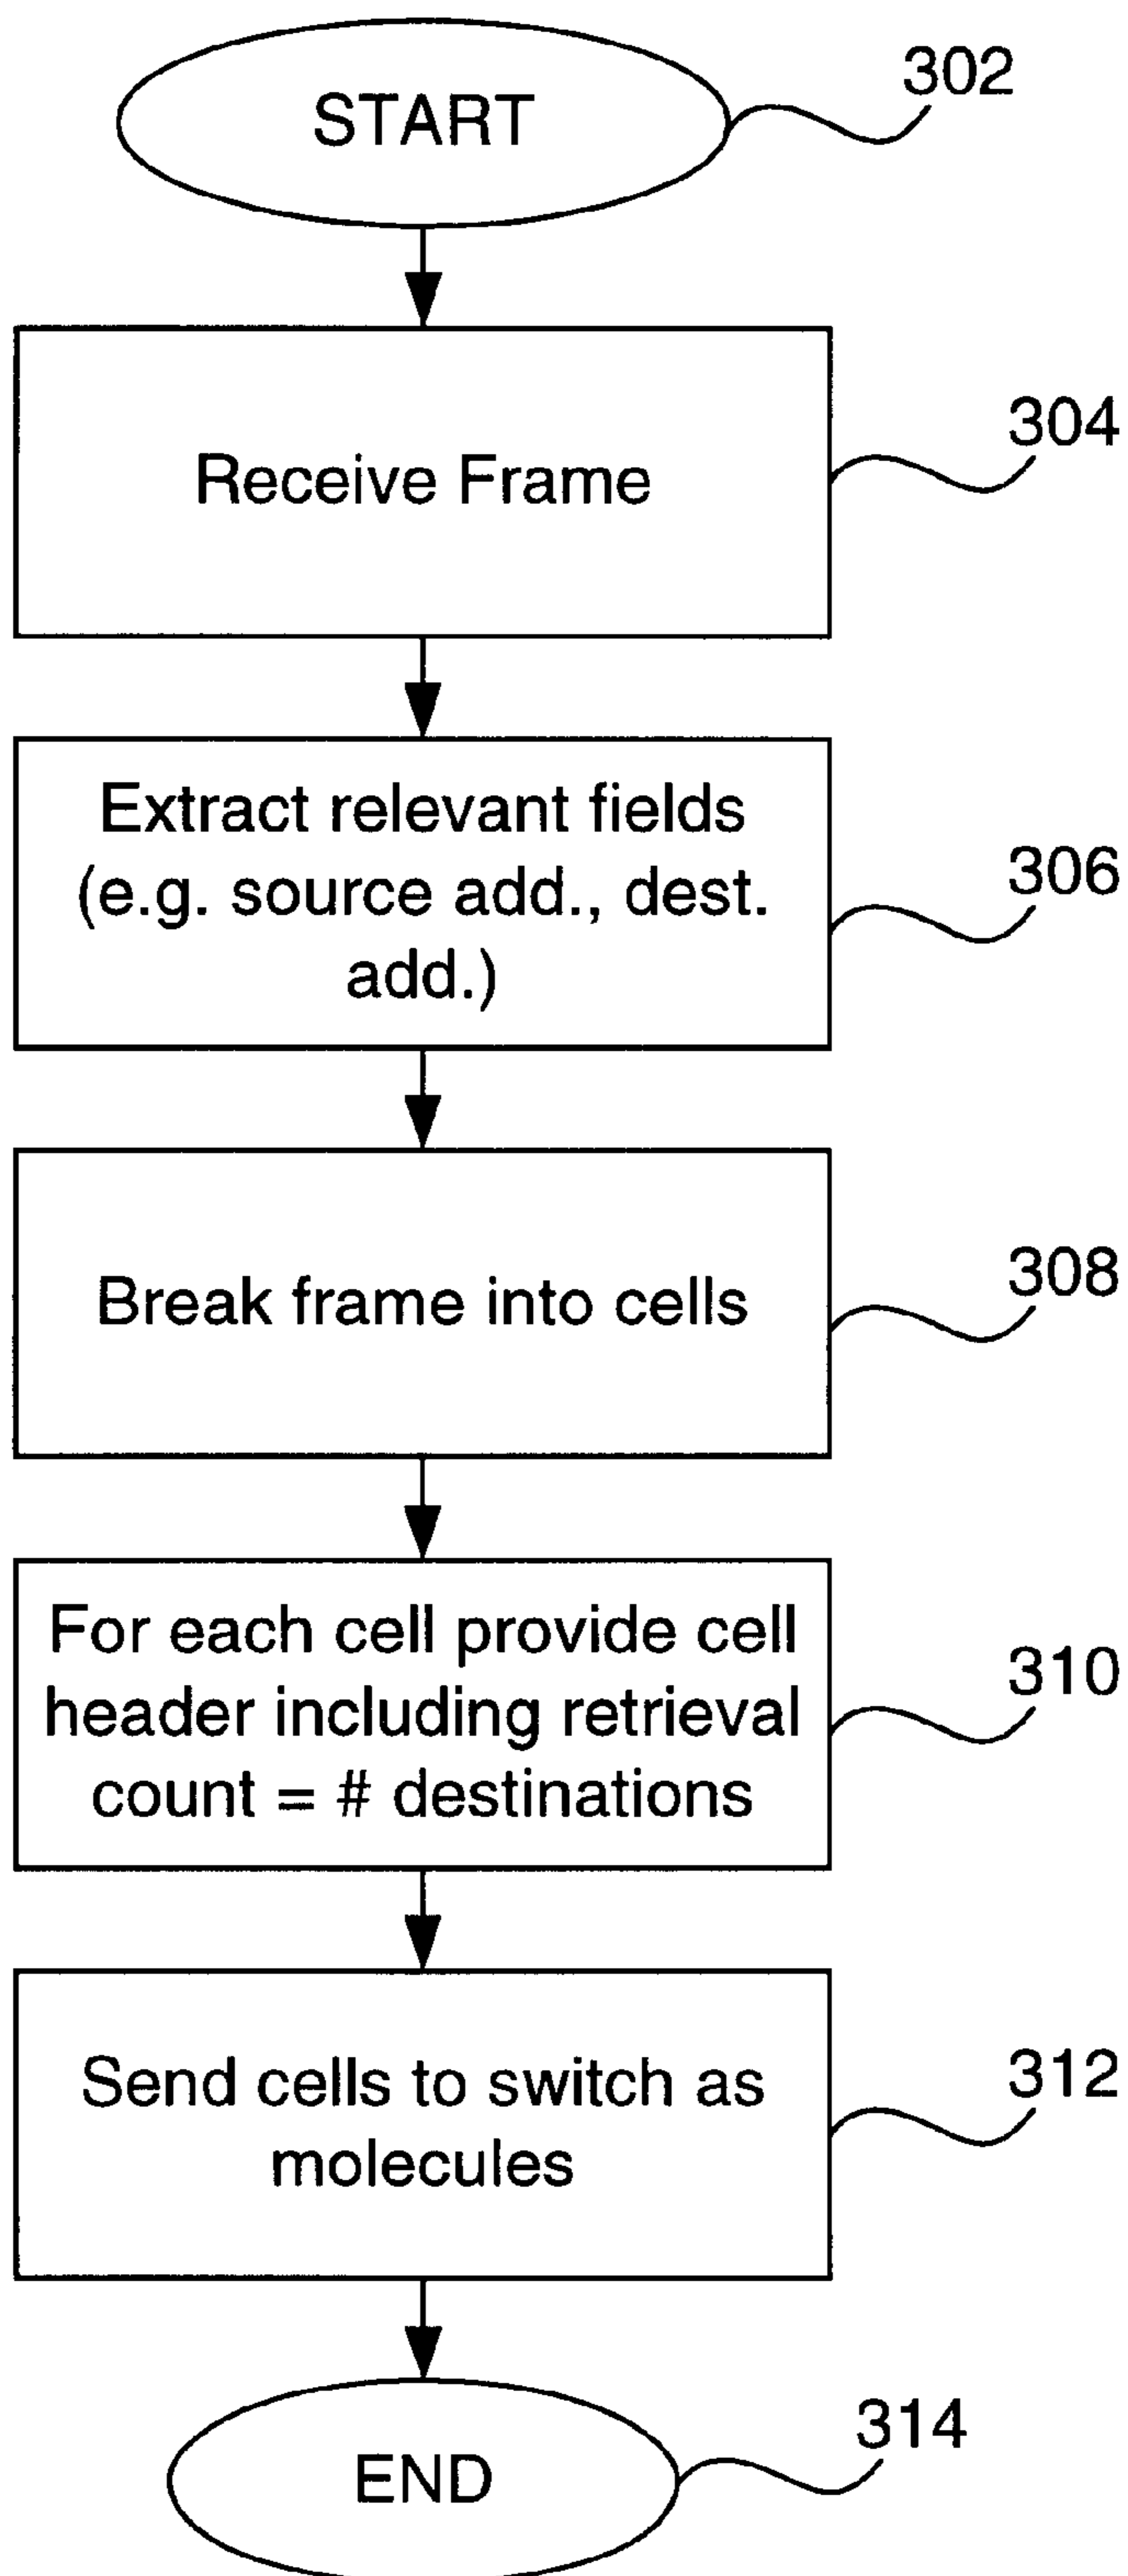 START
302
Receive Frame
304
Extract relevant fields
(e.g. source add., dest.
add.)
306
Break frame into cells
308
For each cell provide cell
header including retrieval
count = # destinations
310
Send cells to switch as
molecules
312
END
314